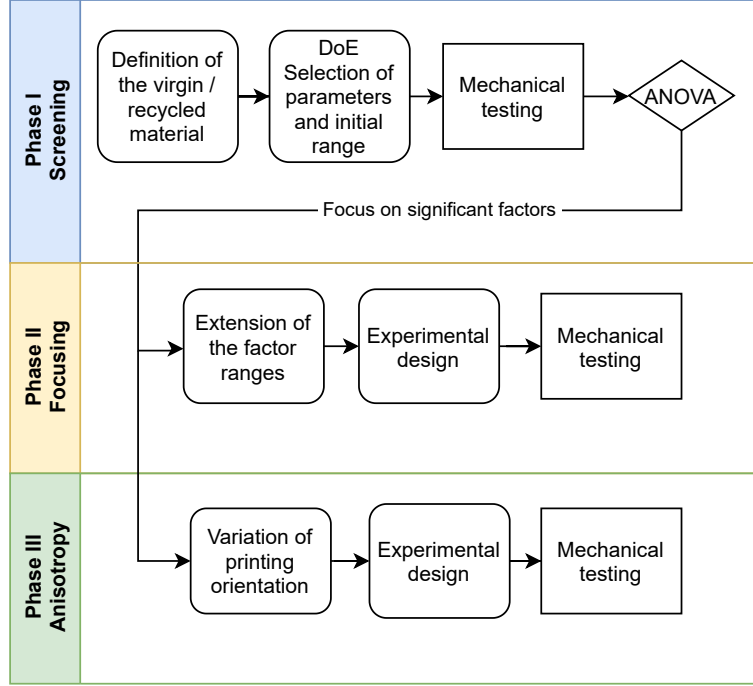 Phase I
Screening
Definition of
the virgin /
recycled
material
DoE
Selection of
parameters
and initial
range
Mechanical
testing
ANOVA
Focus on significant factors
Phase II
Focusing
Extension of
the factor
ranges
Experimental
design
Mechanical
testing
Phase III
Anisotropy
Variation of
printing
orientation
Experimental
design
Mechanical
testing